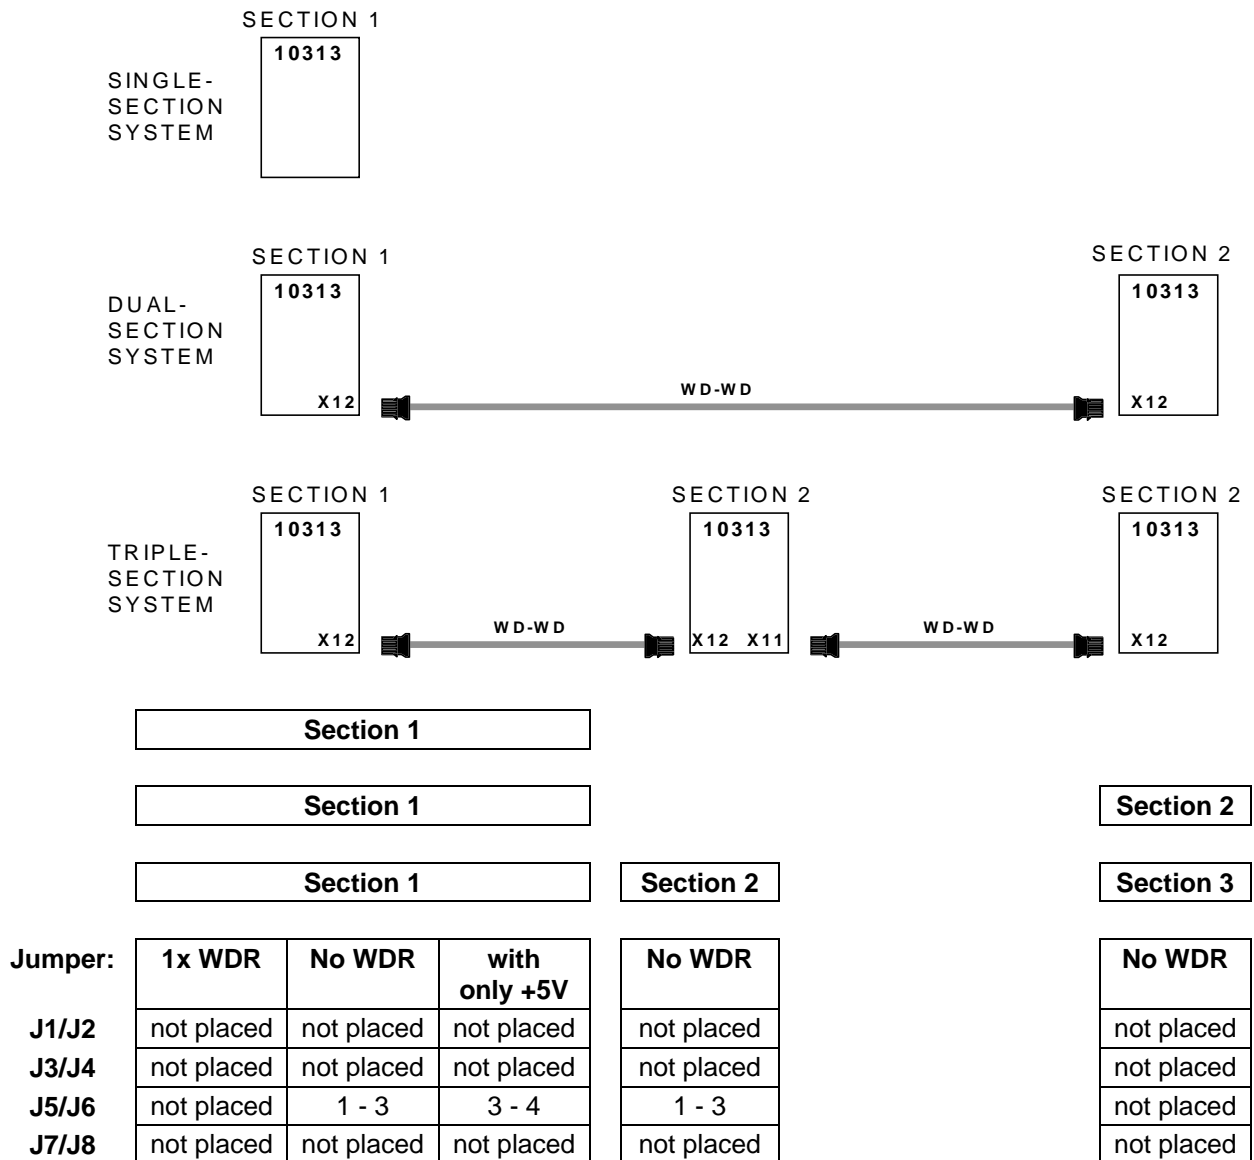 SECTION 1
10313
SINGLE-
SECTION
SYSTEM
SECTION 1 SECTION 2
10313 10313
DUAL-
SECTION
SYSTEM
WD-WD
X12 X12
SECTION 1 SECTION 2 SECTION 2
10313 10313 10313
TRIPLE-
SECTION
SYSTEM
WD-WD WD-WD
X12 X12 X11 X12
Section 1
Section 1 Section 2
Section 1 Section 2 Section 3
Jumper: 1x WDR No WDR with No WDR No WDR
only +5V
J1/J2 not placed not placed not placed not placed not placed
J3/J4 not placed not placed not placed not placed not placed
J5/J6 not placed 1 - 3 3 - 4 1 - 3 not placed
J7/J8 not placed not placed not placed not placed not placed